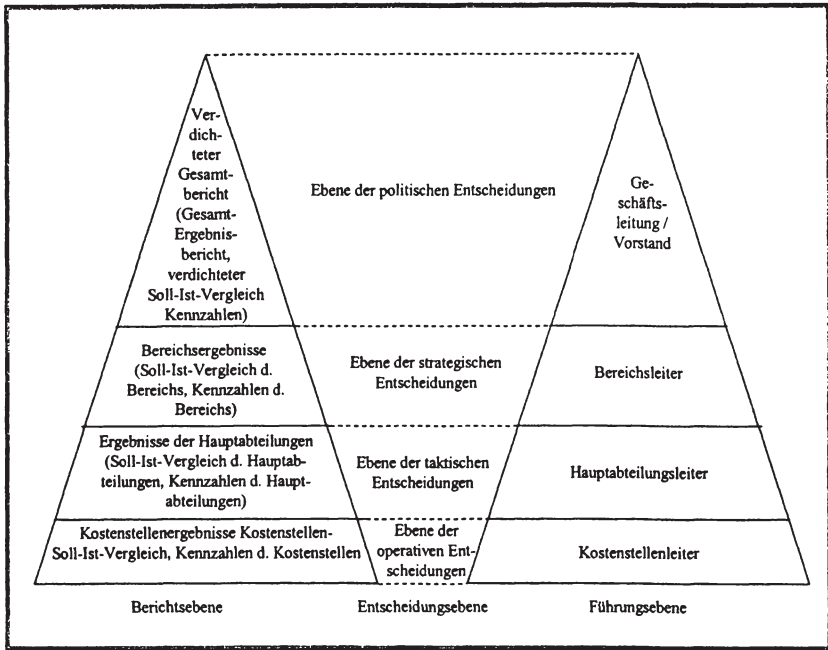 Ver-
dich-
teter
Gesamt-
bericht
(Gesamt-
Ergebnis-
bericht,
verdichteter
Soll-Ist-Vergleich
Kennzahlen)
Ebene der politischen Entscheidungen
Ge-
schäfts-
leitung /
Vorstand
Bereichsergebnisse
(Soll-Ist-Vergleich d.
Bereichs, Kennzahlen d.
Bereichs)
Ebene der strategischen
Entscheidungen
Bereichsleiter
Ergebnisse der Hauptabteilungen
(Soll-Ist-Vergleich d. Hauptab-
teilungen, Kennzahlen d. Haupt-
abteilungen)
Ebene der taktischen
Entscheidungen
Hauptabteilungsleiter
Kostenstellenergebnisse Kostenstellen-
Soll-Ist-Vergleich, Kennzahlen d. Kostenstellen
Ebene der
operativen Ent-
scheidungen
Kostenstellenleiter
Berichtsebene
Entscheidungsebene
Führungsebene